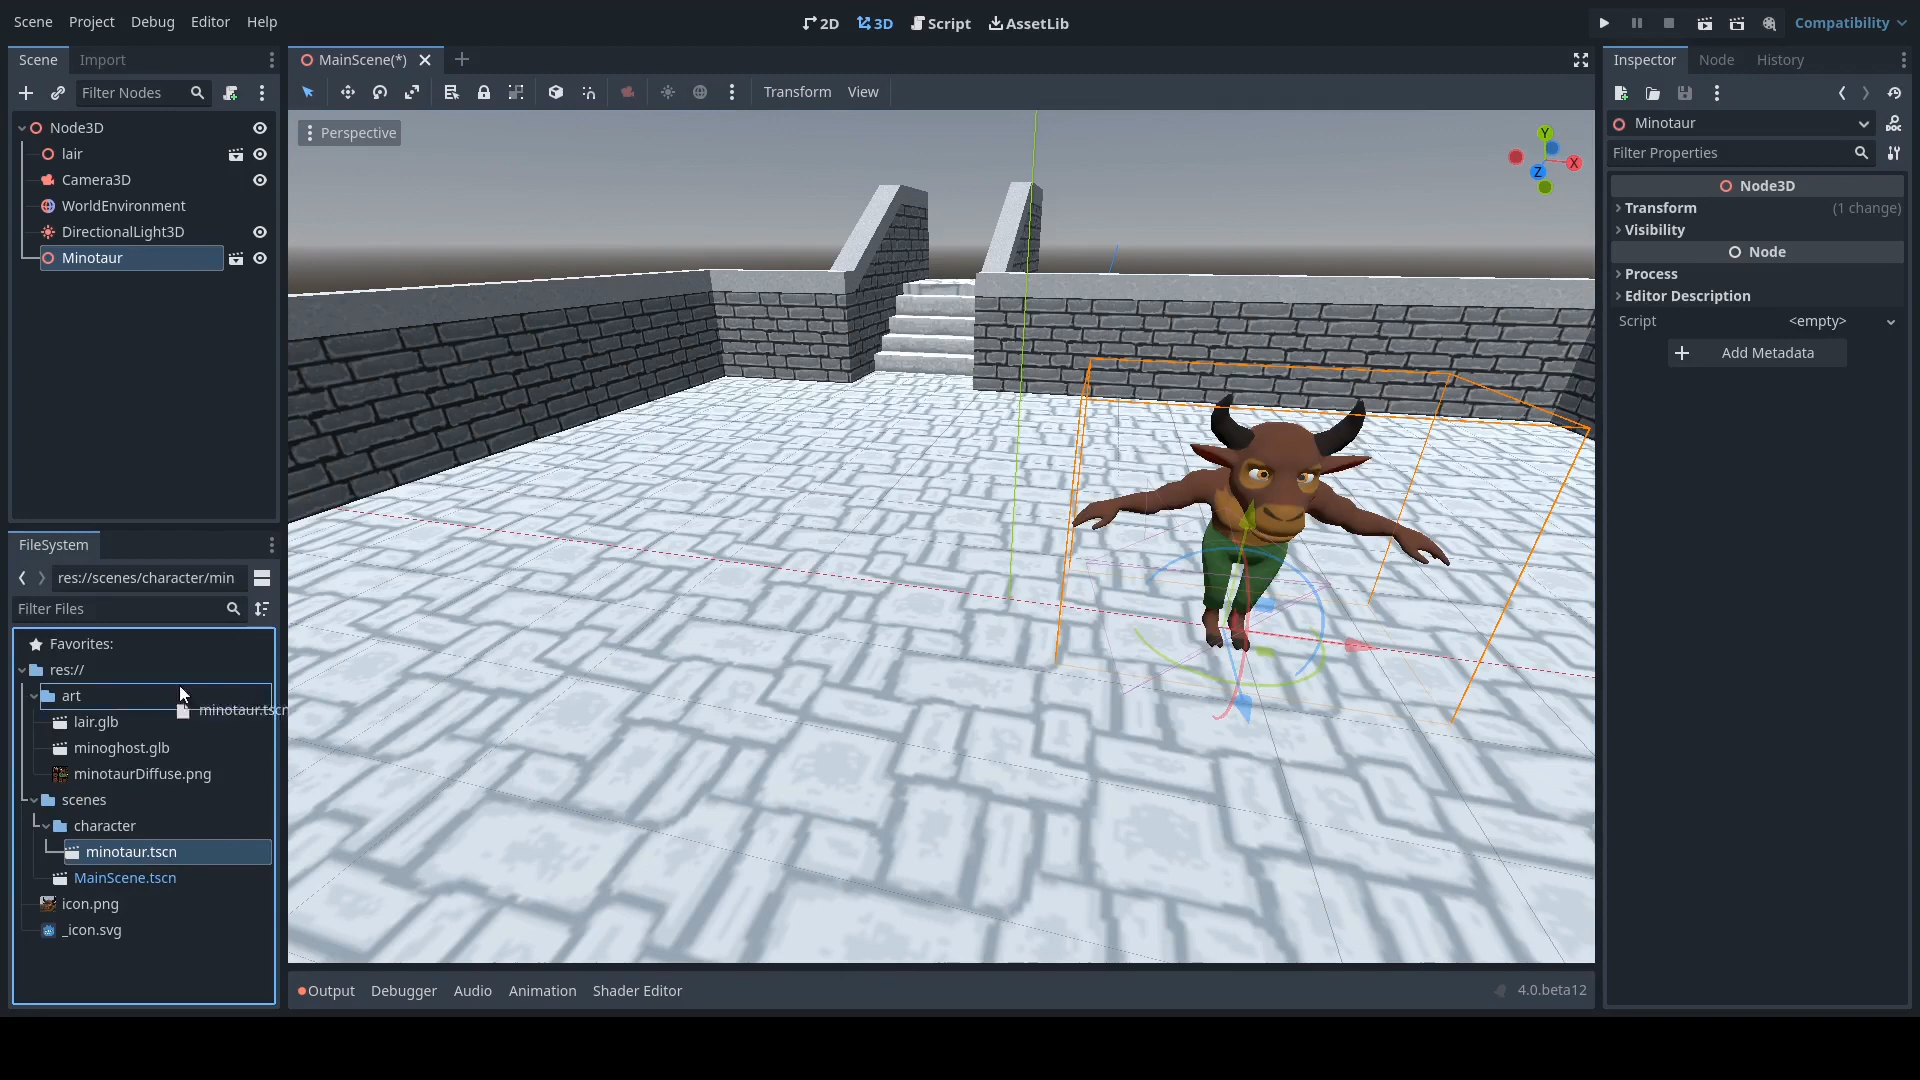 Scene Project Debug Editor Help
2D 3D Script AssetLib
Compatibility
Scene Import
Filter Nodes
Node3D
lair
Camera3D
WorldEnvironment
DirectionalLight3D
Minotaur
MainScene(*)
Transform View
Perspective
Y
X
Z
FileSystem
res://scenes/character/min
Filter Files
Favorites:
res://
art
minotaur.tscn
lair.glb
minoghost.glb
minotaurDiffuse.png
scenes
character
minotaur.tscn
MainScene.tscn
icon.png
_icon.svg
Output Debugger Audio Animation Shader Editor
4.0.beta12
Inspector Node History
Minotaur
DOC
Filter Properties
Node3D
Transform (1 change)
Visibility
Node
Process
Editor Description
Script <empty>
Add Metadata